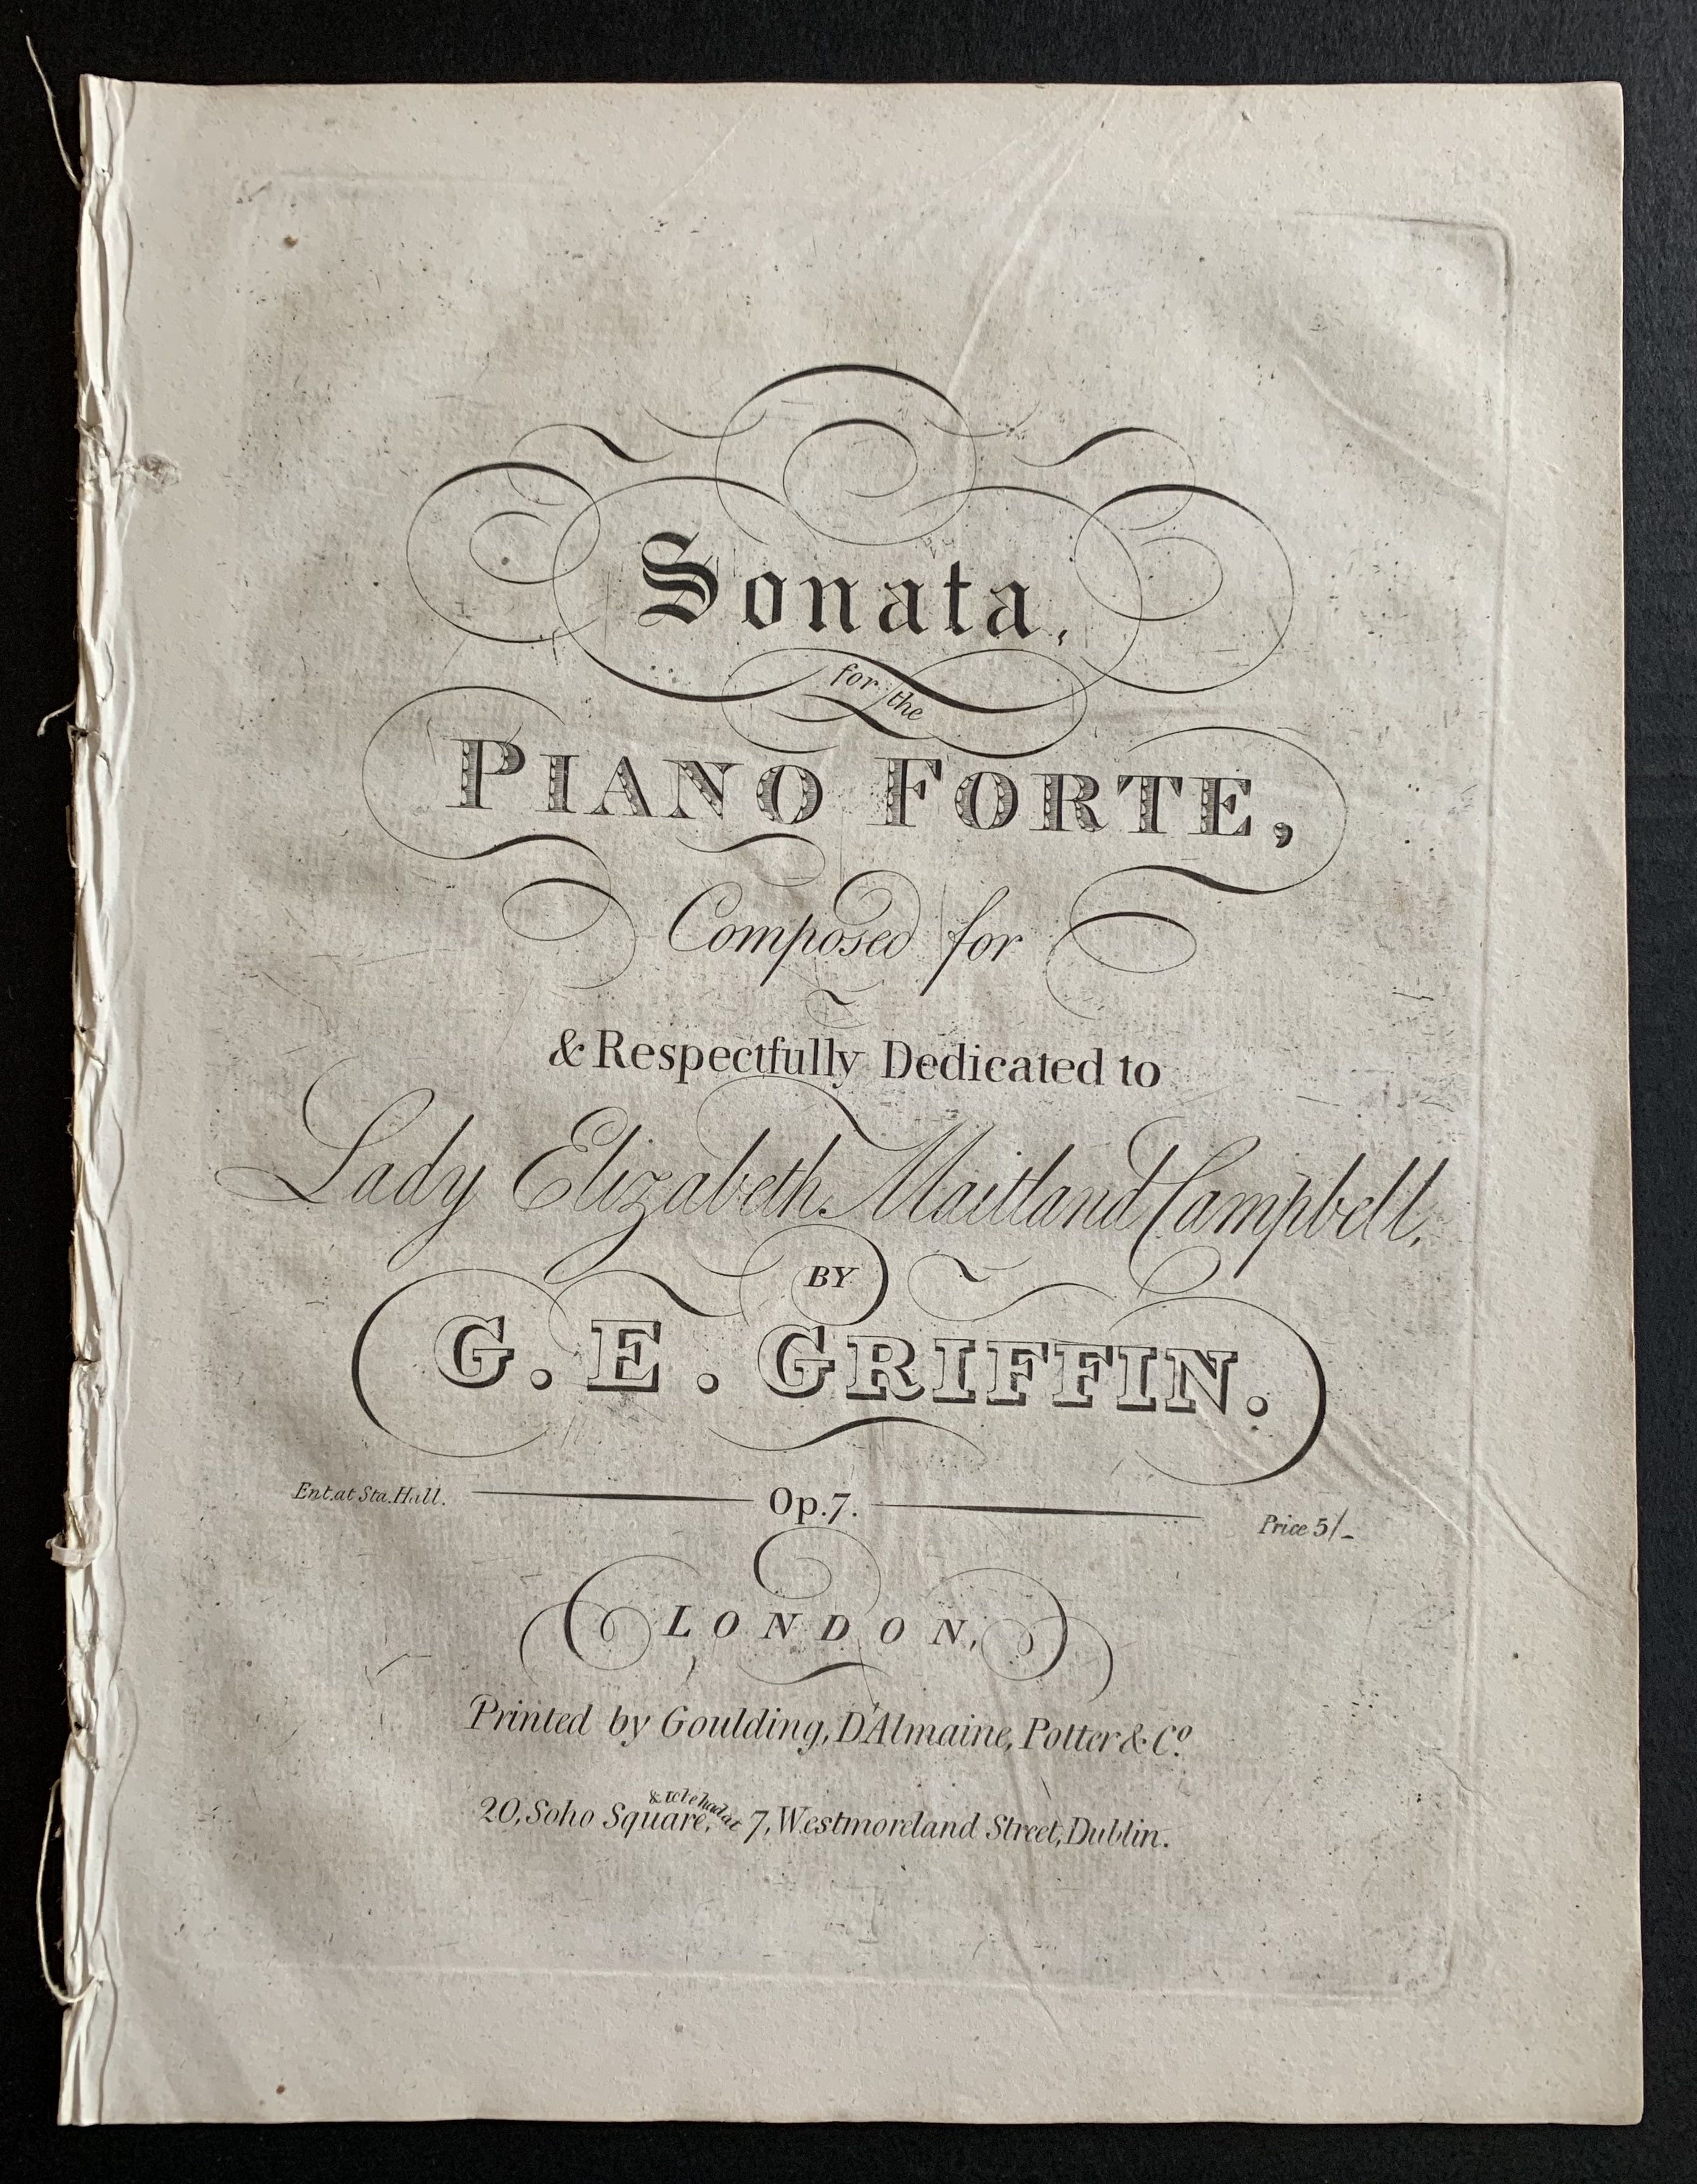 Sonata,
for the
PIANO FORTE,
Composed for
& Respectfully Dedicated to
Lady Elizabeth Maitland Campbell,
BY
G. E. GRIFFIN.
Ent. at Sta. Hall.
Op. 7.
Price 5/-
LONDON,
Printed by Goulding, D'Almaine, Potter & Co.
20, Soho Square, & to be had at 7, Westmoreland Street, Dublin.